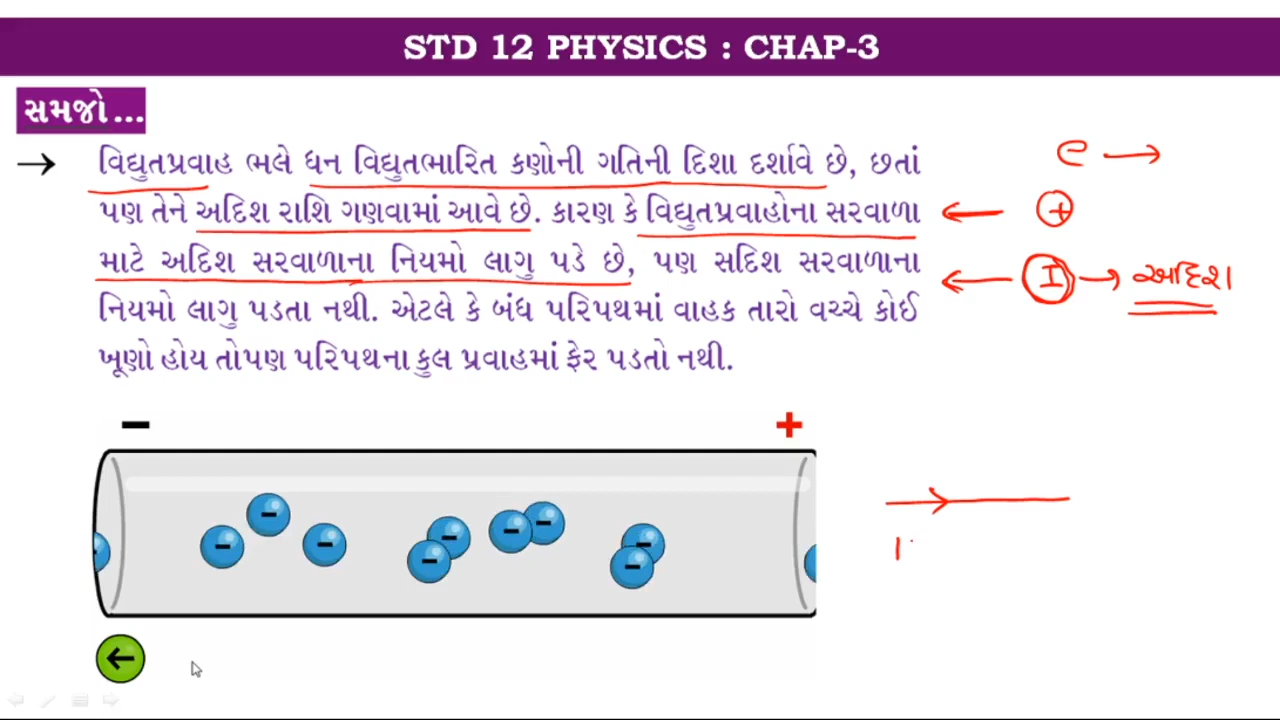 STD 12 PHYSICS : CHAP-3
સમજો...
→ વિદ્યુતપ્રવાહ ભલે ધન વિદ્યુતભારિત કણોની ગતિની દિશા દર્શાવે છે, છતાં
પણ તેને અદિશ રાશિ ગણવામાં આવે છે. કારણ કે વિદ્યુતપ્રવાહોના સરવાળા
માટે અદિશ સરવાળાના નિયમો લાગુ પડે છે, પણ સદિશ સરવાળાના
નિયમો લાગુ પડતા નથી. એટલે કે બંધ પરિપથમાં વાહક તારો વચ્ચે કોઈ
ખૂણો હોય તોપણ પરિપથના કુલ પ્રવાહમાં ફેર પડતો નથી.
e →
← +
← I → અદિશ
− +